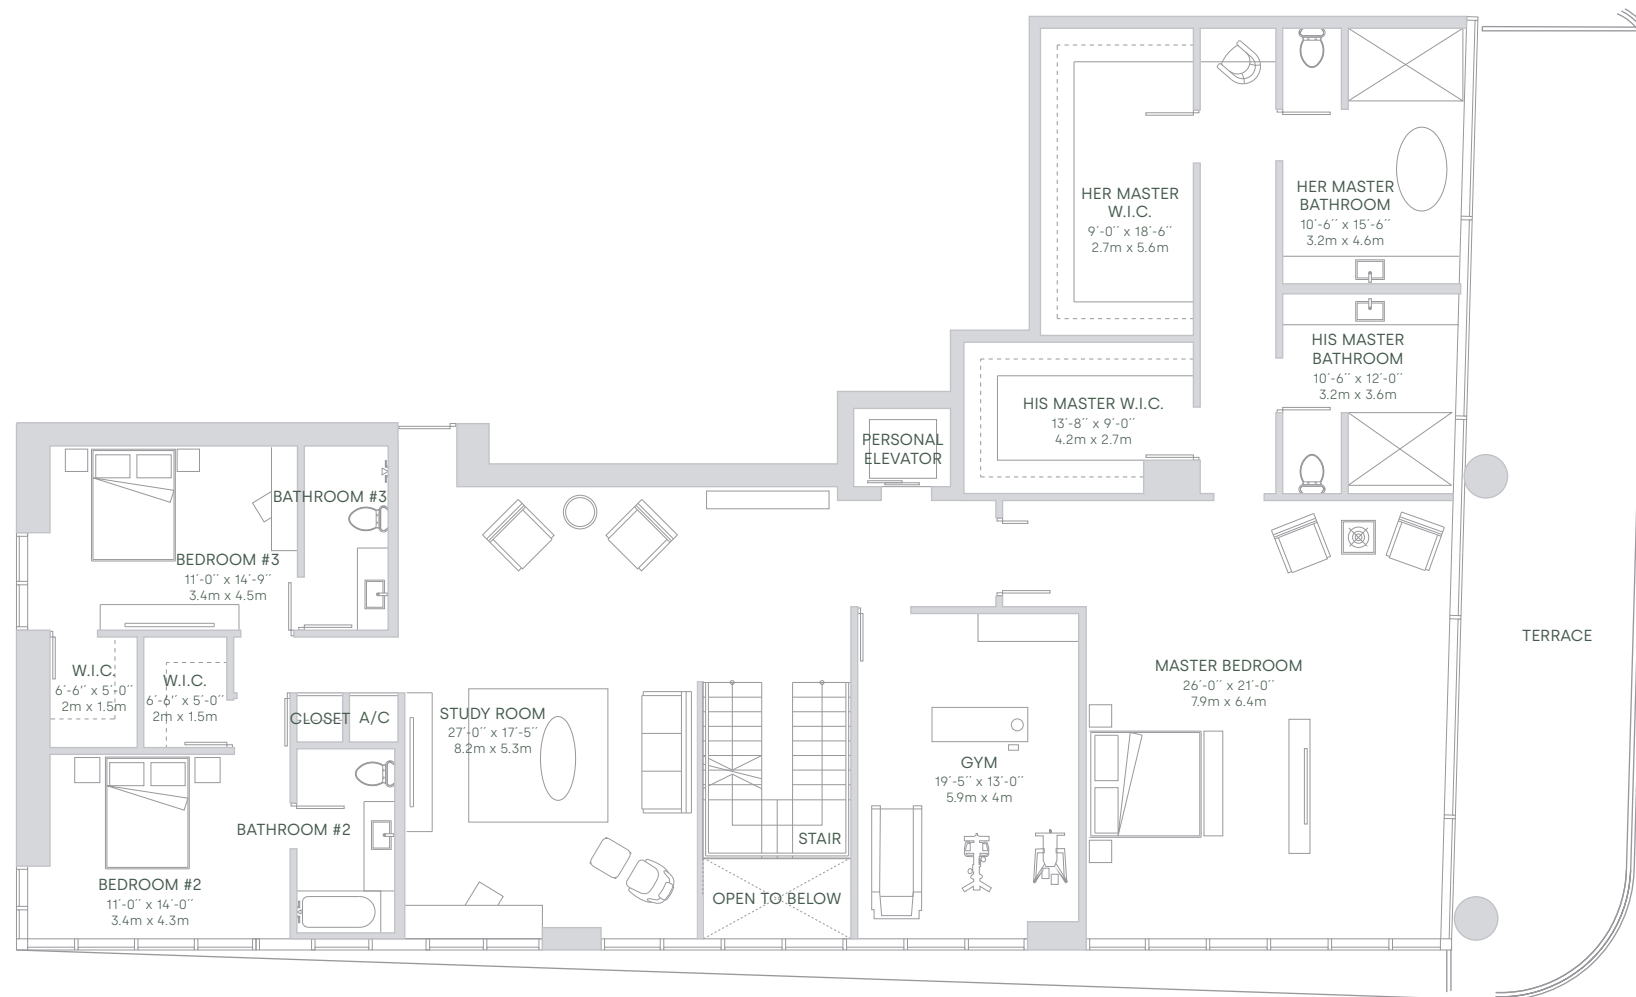 HER MASTER
W.I.C.
9´-0´´ x 18´-6´´
2.7m x 5.6m
HER MASTER
BATHROOM
10´-6´´ x 15´-6´´
3.2m x 4.6m
HIS MASTER
BATHROOM
10´-6´´ x 12´-0´´
3.2m x 3.6m
HIS MASTER W.I.C.
13´-8´´ x 9´-0´´
4.2m x 2.7m
PERSONAL
ELEVATOR
BATHROOM #3
BEDROOM #3
11´-0´´ x 14´-9´´
3.4m x 4.5m
TERRACE
W.I.C.
6´-6´´ x 5´-0´´
2m x 1.5m
W.I.C.
6´-6´´ x 5´-0´´
2m x 1.5m
CLOSET
A/C
STUDY ROOM
27´-0´´ x 17´-5´´
8.2m x 5.3m
MASTER BEDROOM
26´-0´´ x 21´-0´´
7.9m x 6.4m
GYM
19´-5´´ x 13´-0´´
5.9m x 4m
BATHROOM #2
STAIR
BEDROOM #2
11´-0´´ x 14´-0´´
3.4m x 4.3m
OPEN TO BELOW